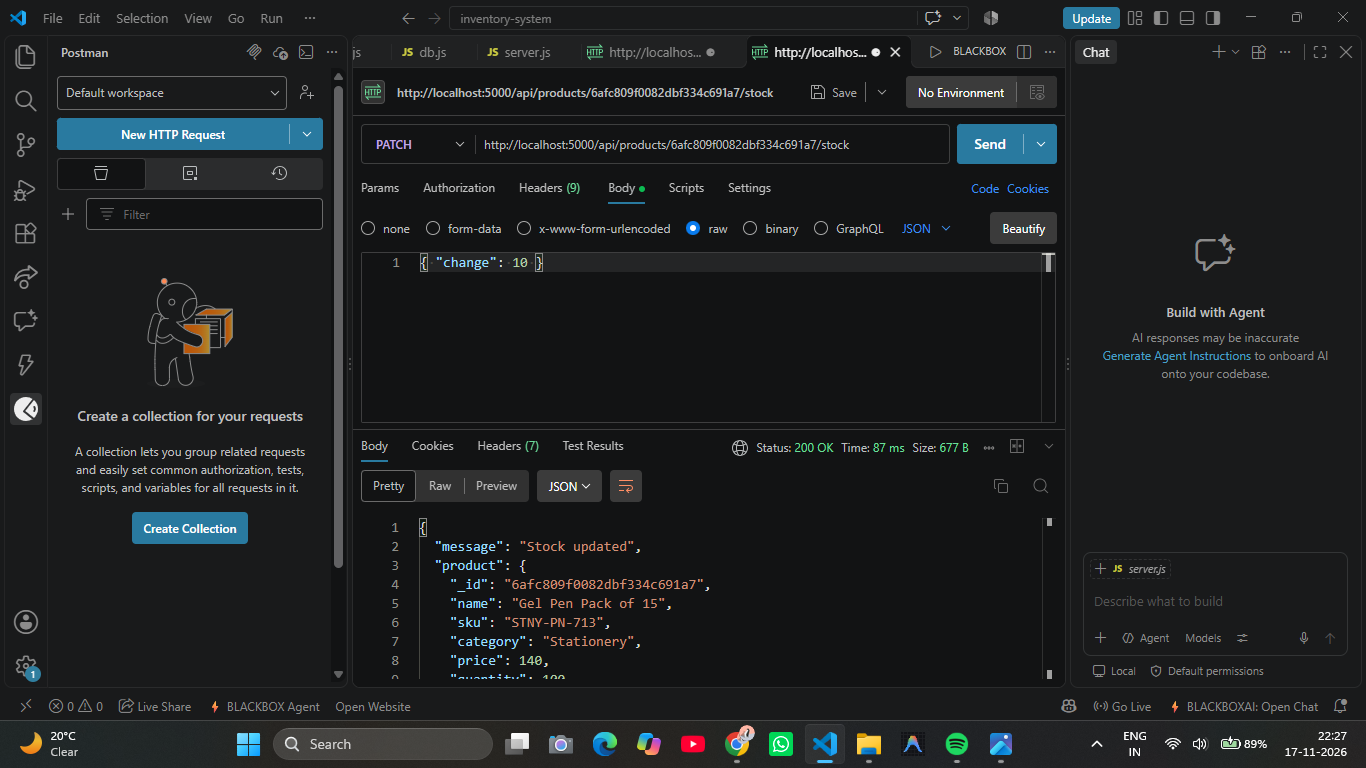 File Edit Selection View Go Run ···
inventory-system
Update
Postman
Default workspace
New HTTP Request
Filter
Create a collection for your requests
A collection lets you group related requests
and easily set common authorization, tests,
scripts, and variables for all requests in it.
Create Collection
1
js
JS db.js
JS server.js
HTTP http://localhos...
HTTP http://localhos...
BLACKBOX
HTTP http://localhost:5000/api/products/6afc809f0082dbf334c691a7/stock
Save
No Environment
PATCH
http://localhost:5000/api/products/6afc809f0082dbf334c691a7/stock
Send
Params Authorization Headers (9) Body Scripts Settings
Code Cookies
none form-data x-www-form-urlencoded raw binary GraphQL JSON
Beautify
1 { "change": 10 }
Body Cookies Headers (7) Test Results
Status: 200 OK Time: 87 ms Size: 677 B
Pretty Raw Preview JSON
1 {
2 "message": "Stock updated",
3 "product": {
4 "_id": "6afc809f0082dbf334c691a7",
5 "name": "Gel Pen Pack of 15",
6 "sku": "STNY-PN-713",
7 "category": "Stationery",
8 "price": 140,
9 "quantity": 100
Chat
Build with Agent
AI responses may be inaccurate
Generate Agent Instructions to onboard AI
onto your codebase.
JS server.js
Describe what to build
Agent Models
Local Default permissions
0 0 Live Share BLACKBOX Agent Open Website
Go Live BLACKBOXAI: Open Chat
20°C
Clear
Search
ENG
IN
89%
22:27
17-11-2026